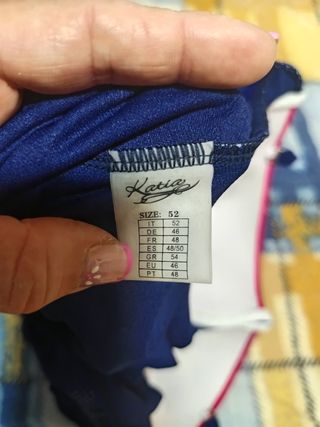 Katia
SIZE: 52
IT 52
DE 46
FR 48
ES 48/50
GR 54
EU 46
PT 48